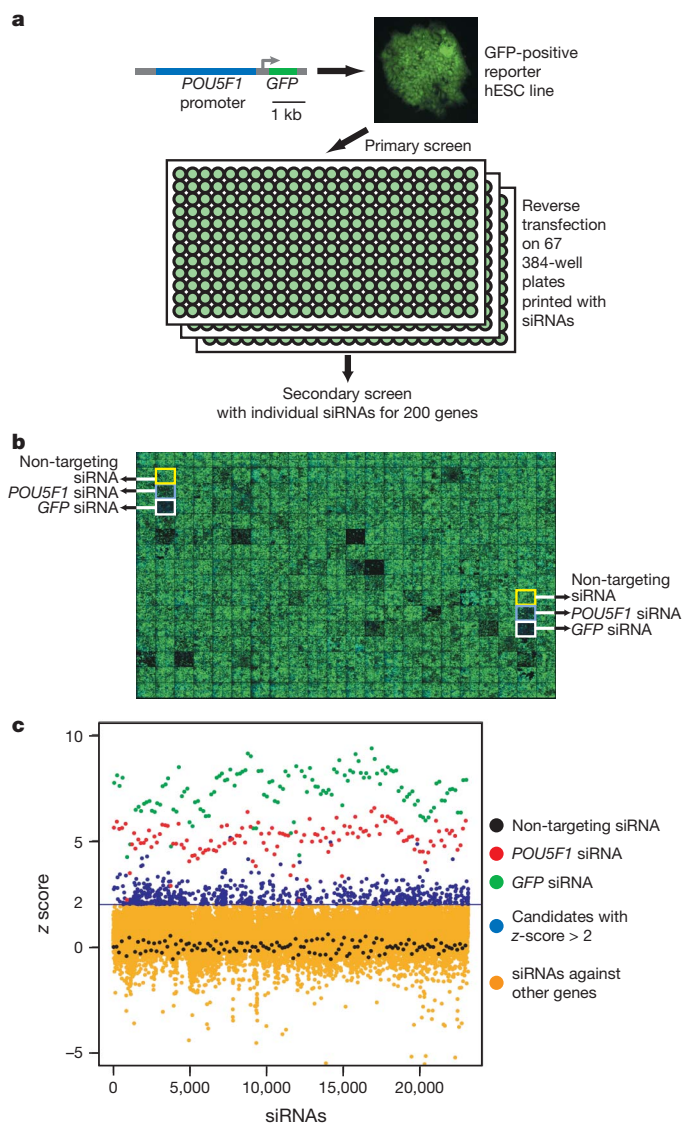 a
POU5F1
promoter
GFP
1 kb
GFP-positive
reporter
hESC line
Primary screen
Reverse
transfection
on 67
384-well
plates
printed with
siRNAs
Secondary screen
with individual siRNAs for 200 genes
b
Non-targeting
siRNA
POU5F1 siRNA
GFP siRNA
Non-targeting
siRNA
POU5F1 siRNA
GFP siRNA
c
10
5
2
0
–5
z score
0
5,000
10,000
15,000
20,000
siRNAs
Non-targeting siRNA
POU5F1 siRNA
GFP siRNA
Candidates with
z-score > 2
siRNAs against
other genes